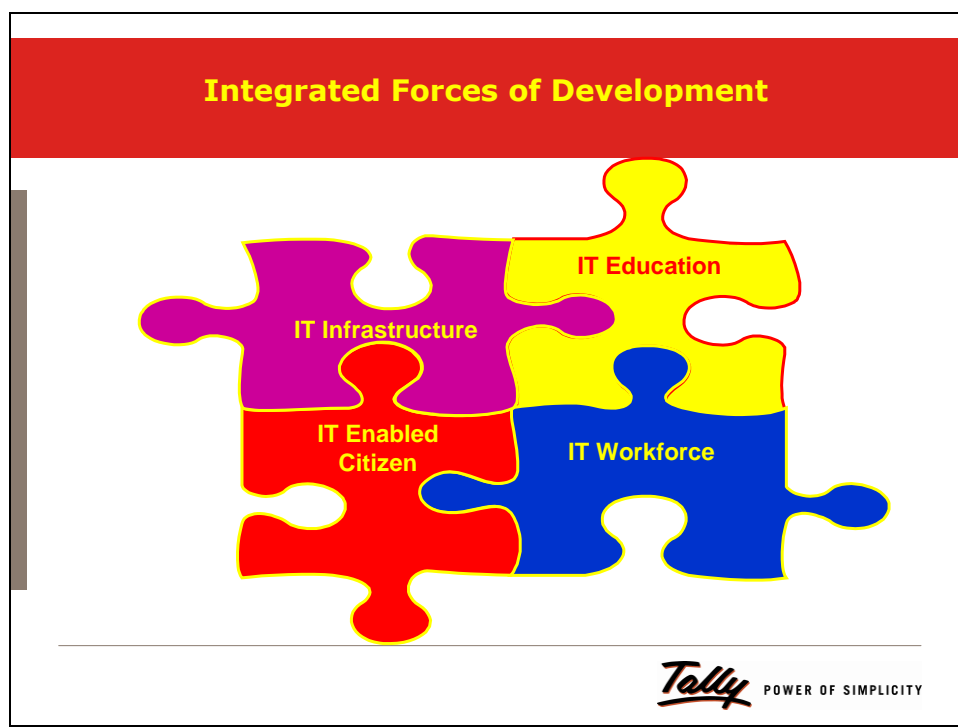 Integrated Forces of Development
IT Education
IT Infrastructure
IT Enabled
Citizen
IT Workforce
Tally POWER OF SIMPLICITY